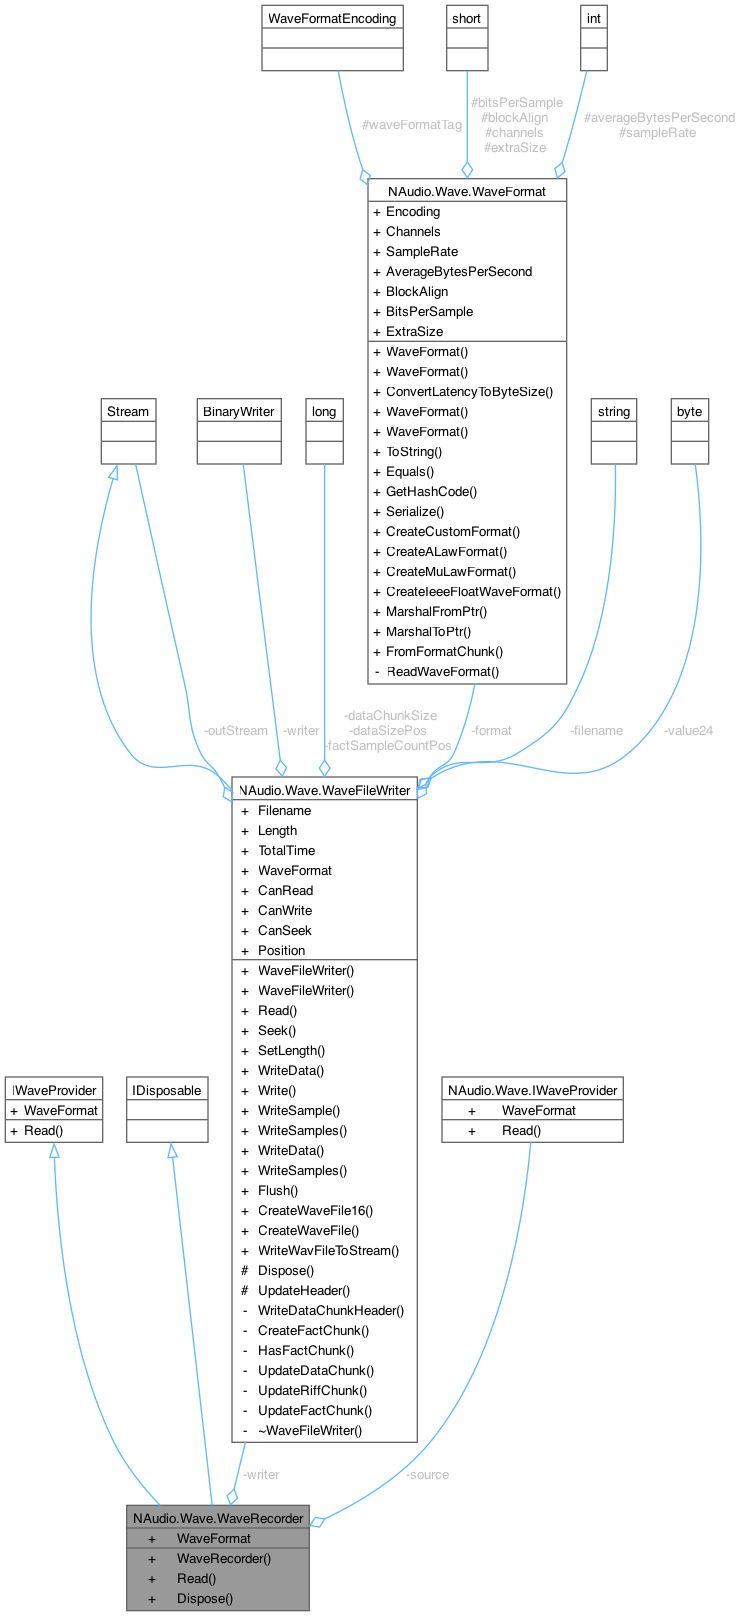 WaveFormatEncoding
short
int
#waveFormatTag
#bitsPerSample
#blockAlign
#channels
#extraSize
#averageBytesPerSecond
#sampleRate
NAudio.Wave.WaveFormat
+ Encoding
+ Channels
+ SampleRate
+ AverageBytesPerSecond
+ BlockAlign
+ BitsPerSample
+ ExtraSize
+ WaveFormat()
+ WaveFormat()
+ ConvertLatencyToByteSize()
+ WaveFormat()
+ WaveFormat()
+ ToString()
+ Equals()
+ GetHashCode()
+ Serialize()
+ CreateCustomFormat()
+ CreateALawFormat()
+ CreateMuLawFormat()
+ CreateIeeeFloatWaveFormat()
+ MarshalFromPtr()
+ MarshalToPtr()
+ FromFormatChunk()
- ReadWaveFormat()
Stream
BinaryWriter
long
string
byte
-outStream
-writer
-dataChunkSize
-dataSizePos
-factSampleCountPos
-format
-filename
-value24
NAudio.Wave.WaveFileWriter
+ Filename
+ Length
+ TotalTime
+ WaveFormat
+ CanRead
+ CanWrite
+ CanSeek
+ Position
+ WaveFileWriter()
+ WaveFileWriter()
+ Read()
+ Seek()
+ SetLength()
+ WriteData()
+ Write()
+ WriteSample()
+ WriteSamples()
+ WriteData()
+ WriteSamples()
+ Flush()
+ CreateWaveFile16()
+ CreateWaveFile()
+ WriteWavFileToStream()
# Dispose()
# UpdateHeader()
- WriteDataChunkHeader()
- CreateFactChunk()
- HasFactChunk()
- UpdateDataChunk()
- UpdateRiffChunk()
- UpdateFactChunk()
- ~WaveFileWriter()
IWaveProvider
+ WaveFormat
+ Read()
IDisposable
NAudio.Wave.IWaveProvider
+ WaveFormat
+ Read()
-writer
-source
NAudio.Wave.WaveRecorder
+ WaveFormat
+ WaveRecorder()
+ Read()
+ Dispose()